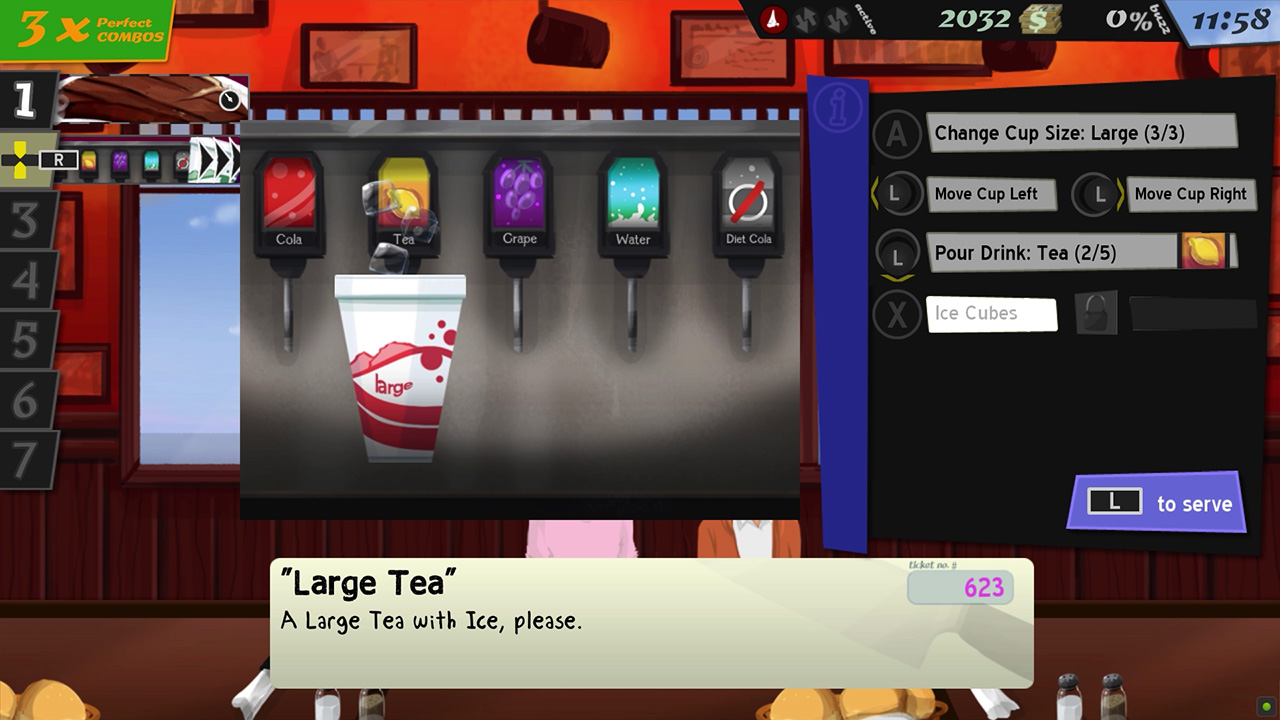 3 x Perfect COMBOS
active
2032 $
0% buzz
11:58
1
R
3
4
5
6
7
Cola
Tea
Grape
Water
Diet Cola
large
i
A Change Cup Size: Large (3/3)
L Move Cup Left
L Move Cup Right
L Pour Drink: Tea (2/5)
X Ice Cubes
L to serve
"Large Tea"
ticket no. #
623
A Large Tea with Ice, please.